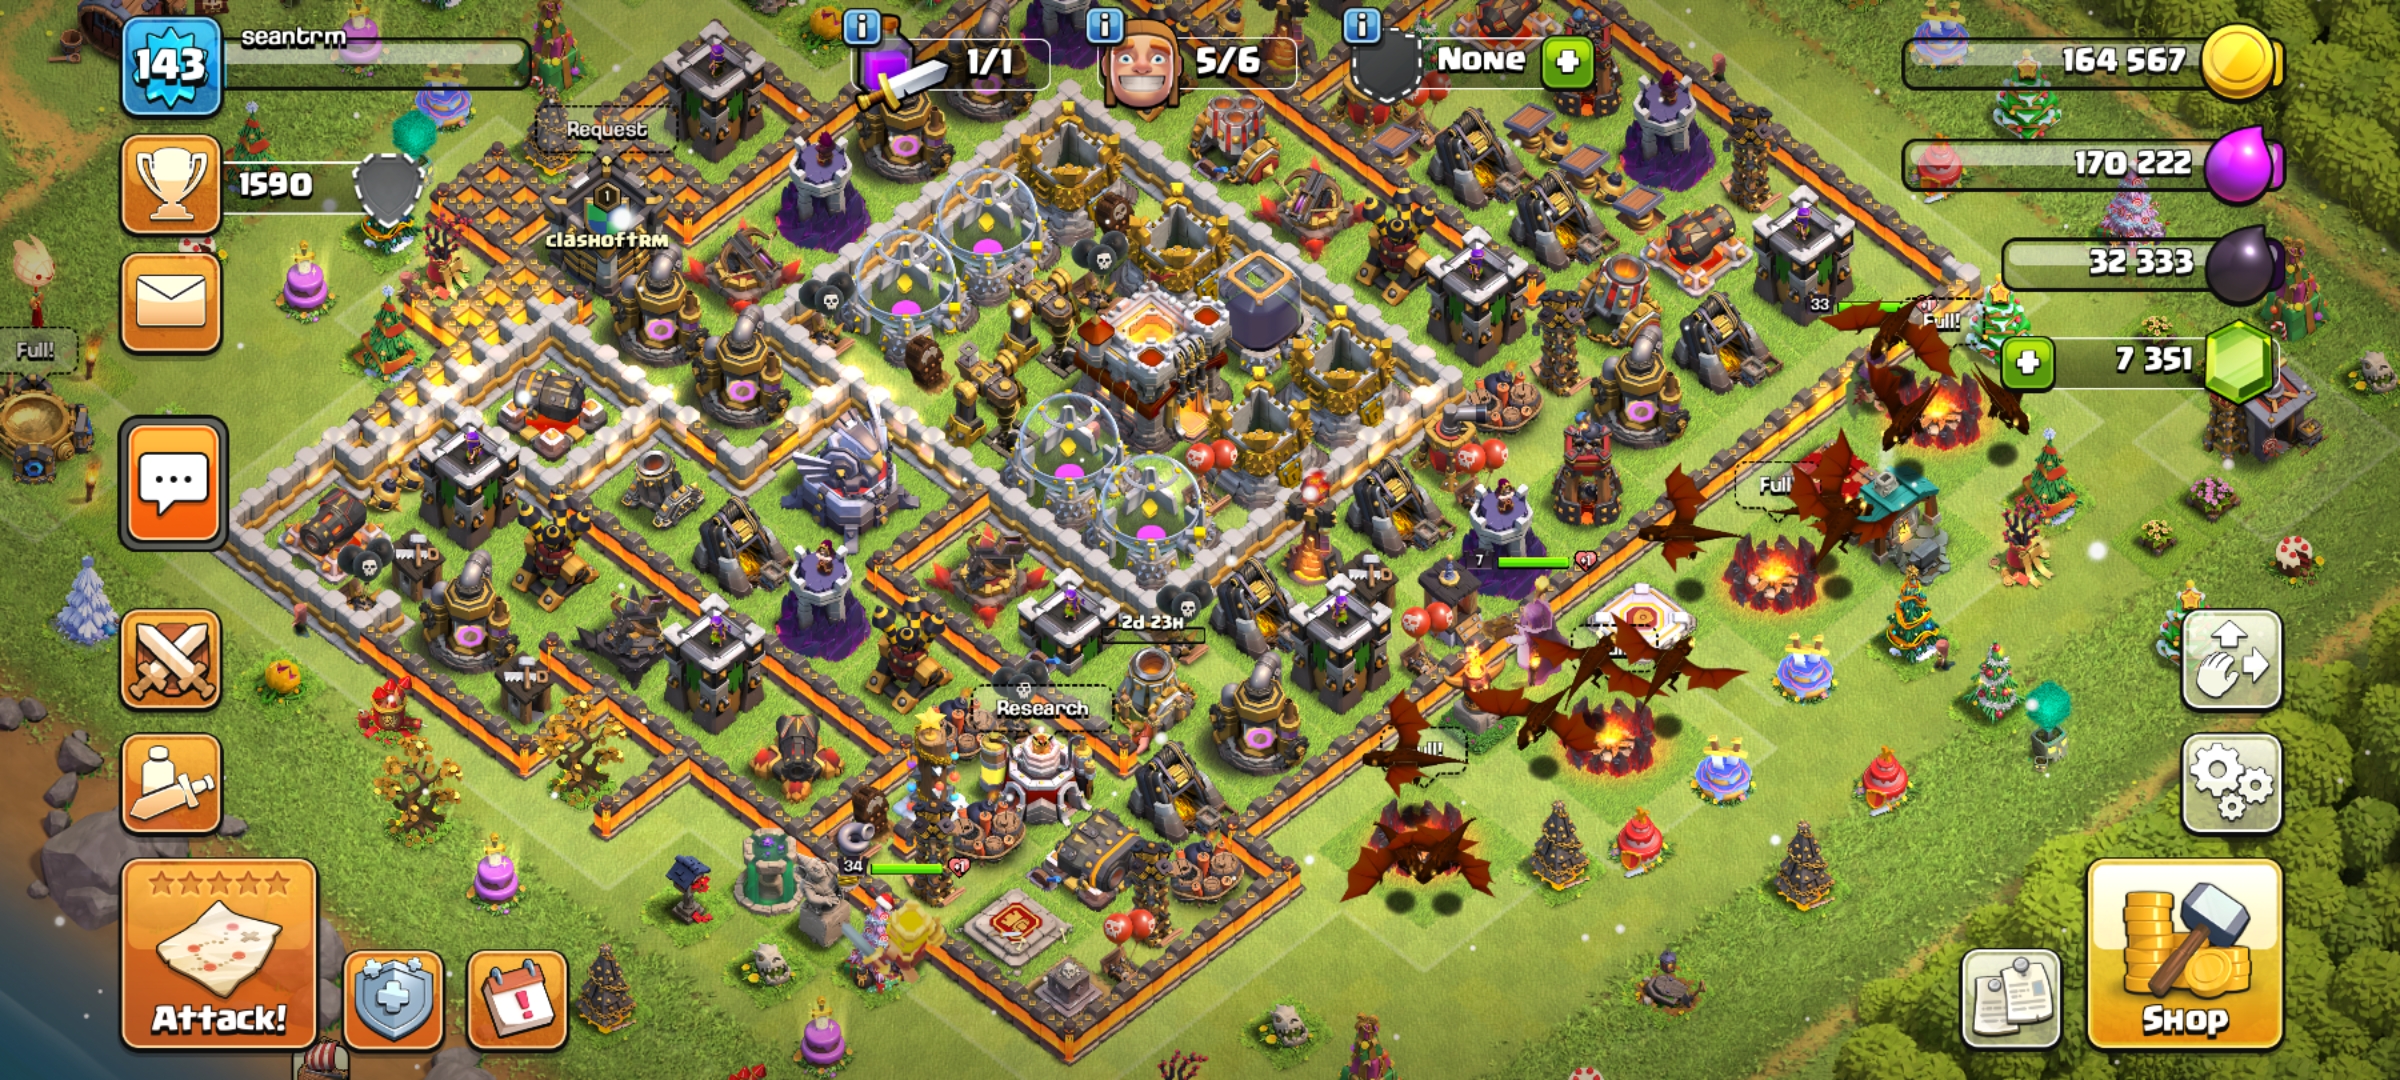 143
seantrm
1/1
5/6
None
164 567
Request
1590
170 222
1
clashofTRM
32 333
33
Full!
Full!
7 351
Full
7
2d 23H
Research
34
Attack!
Shop